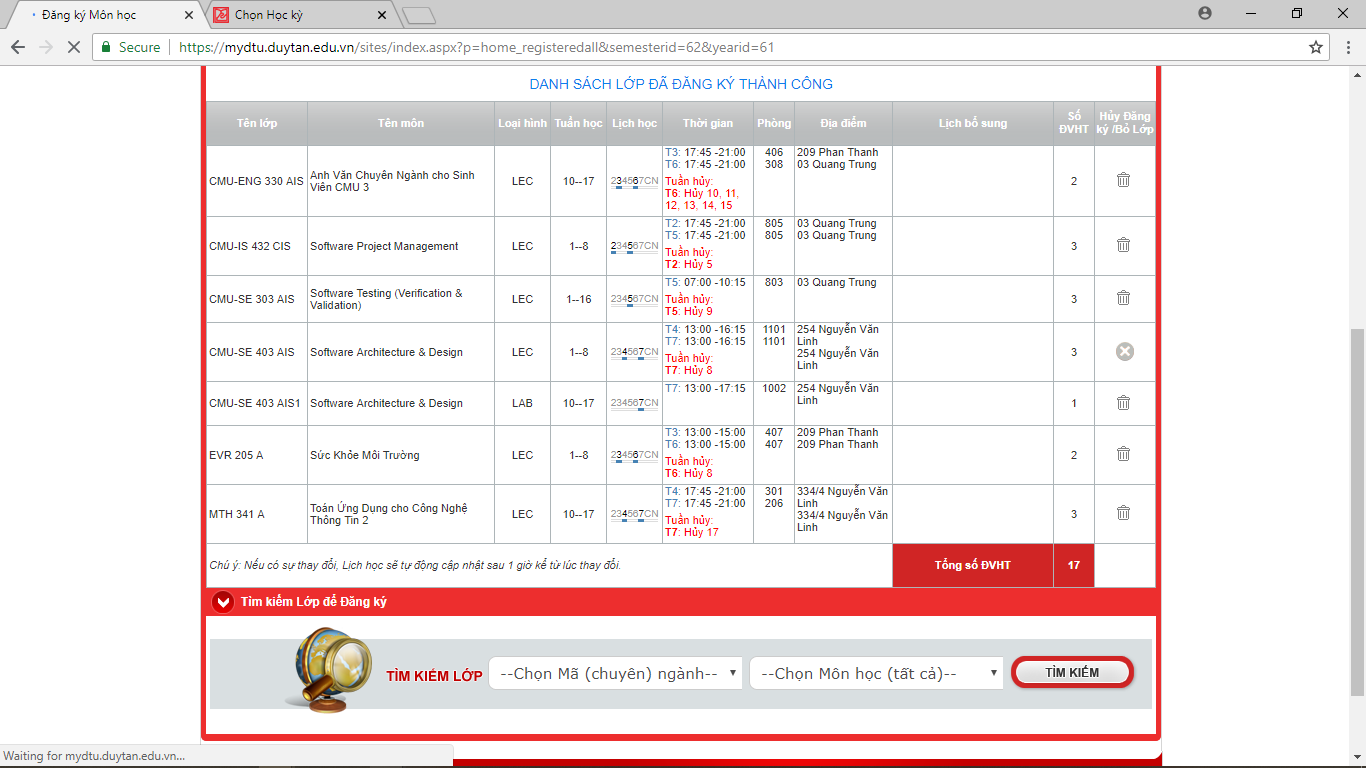 Đăng ký Môn học
Chọn Học kỳ
Secure
https://mydtu.duytan.edu.vn/sites/index.aspx?p=home_registeredall&semesterid=62&yearid=61
DANH SÁCH LỚP ĐÃ ĐĂNG KÝ THÀNH CÔNG
Tên lớp Tên môn Loại hình Tuần học Lịch học Thời gian Phòng Địa điểm Lịch bổ sung Số ĐVHT Hủy Đăng ký /Bỏ Lớp
CMU-ENG 330 AIS
Anh Văn Chuyên Ngành cho Sinh
Viên CMU 3
LEC
10--17
234567CN
T3: 17:45 -21:00
T6: 17:45 -21:00
Tuần hủy:
T6: Hủy 10, 11,
12, 13, 14, 15
406
308
209 Phan Thanh
03 Quang Trung
2
CMU-IS 432 CIS
Software Project Management
LEC
1--8
234567CN
T2: 17:45 -21:00
T5: 17:45 -21:00
Tuần hủy:
T2: Hủy 5
805
805
03 Quang Trung
03 Quang Trung
3
CMU-SE 303 AIS
Software Testing (Verification &
Validation)
LEC
1--16
234567CN
T5: 07:00 -10:15
Tuần hủy:
T5: Hủy 9
803
03 Quang Trung
3
CMU-SE 403 AIS
Software Architecture & Design
LEC
1--8
234567CN
T4: 13:00 -16:15
T7: 13:00 -16:15
Tuần hủy:
T7: Hủy 8
1101
1101
254 Nguyễn Văn
Linh
254 Nguyễn Văn
Linh
3
CMU-SE 403 AIS1
Software Architecture & Design
LAB
10--17
234567CN
T7: 13:00 -17:15
1002
254 Nguyễn Văn
Linh
1
EVR 205 A
Sức Khỏe Môi Trường
LEC
1--8
234567CN
T3: 13:00 -15:00
T6: 13:00 -15:00
Tuần hủy:
T6: Hủy 8
407
407
209 Phan Thanh
209 Phan Thanh
2
MTH 341 A
Toán Ứng Dụng cho Công Nghệ
Thông Tin 2
LEC
10--17
234567CN
T4: 17:45 -21:00
T7: 17:45 -21:00
Tuần hủy:
T7: Hủy 17
301
206
334/4 Nguyễn Văn
Linh
334/4 Nguyễn Văn
Linh
3
Chú ý: Nếu có sự thay đổi, Lịch học sẽ tự động cập nhật sau 1 giờ kể từ lúc thay đổi.
Tổng số ĐVHT 17
Tìm kiếm Lớp để Đăng ký
TÌM KIẾM LỚP --Chọn Mã (chuyên) ngành-- --Chọn Môn học (tất cả)-- TÌM KIẾM
Waiting for mydtu.duytan.edu.vn...